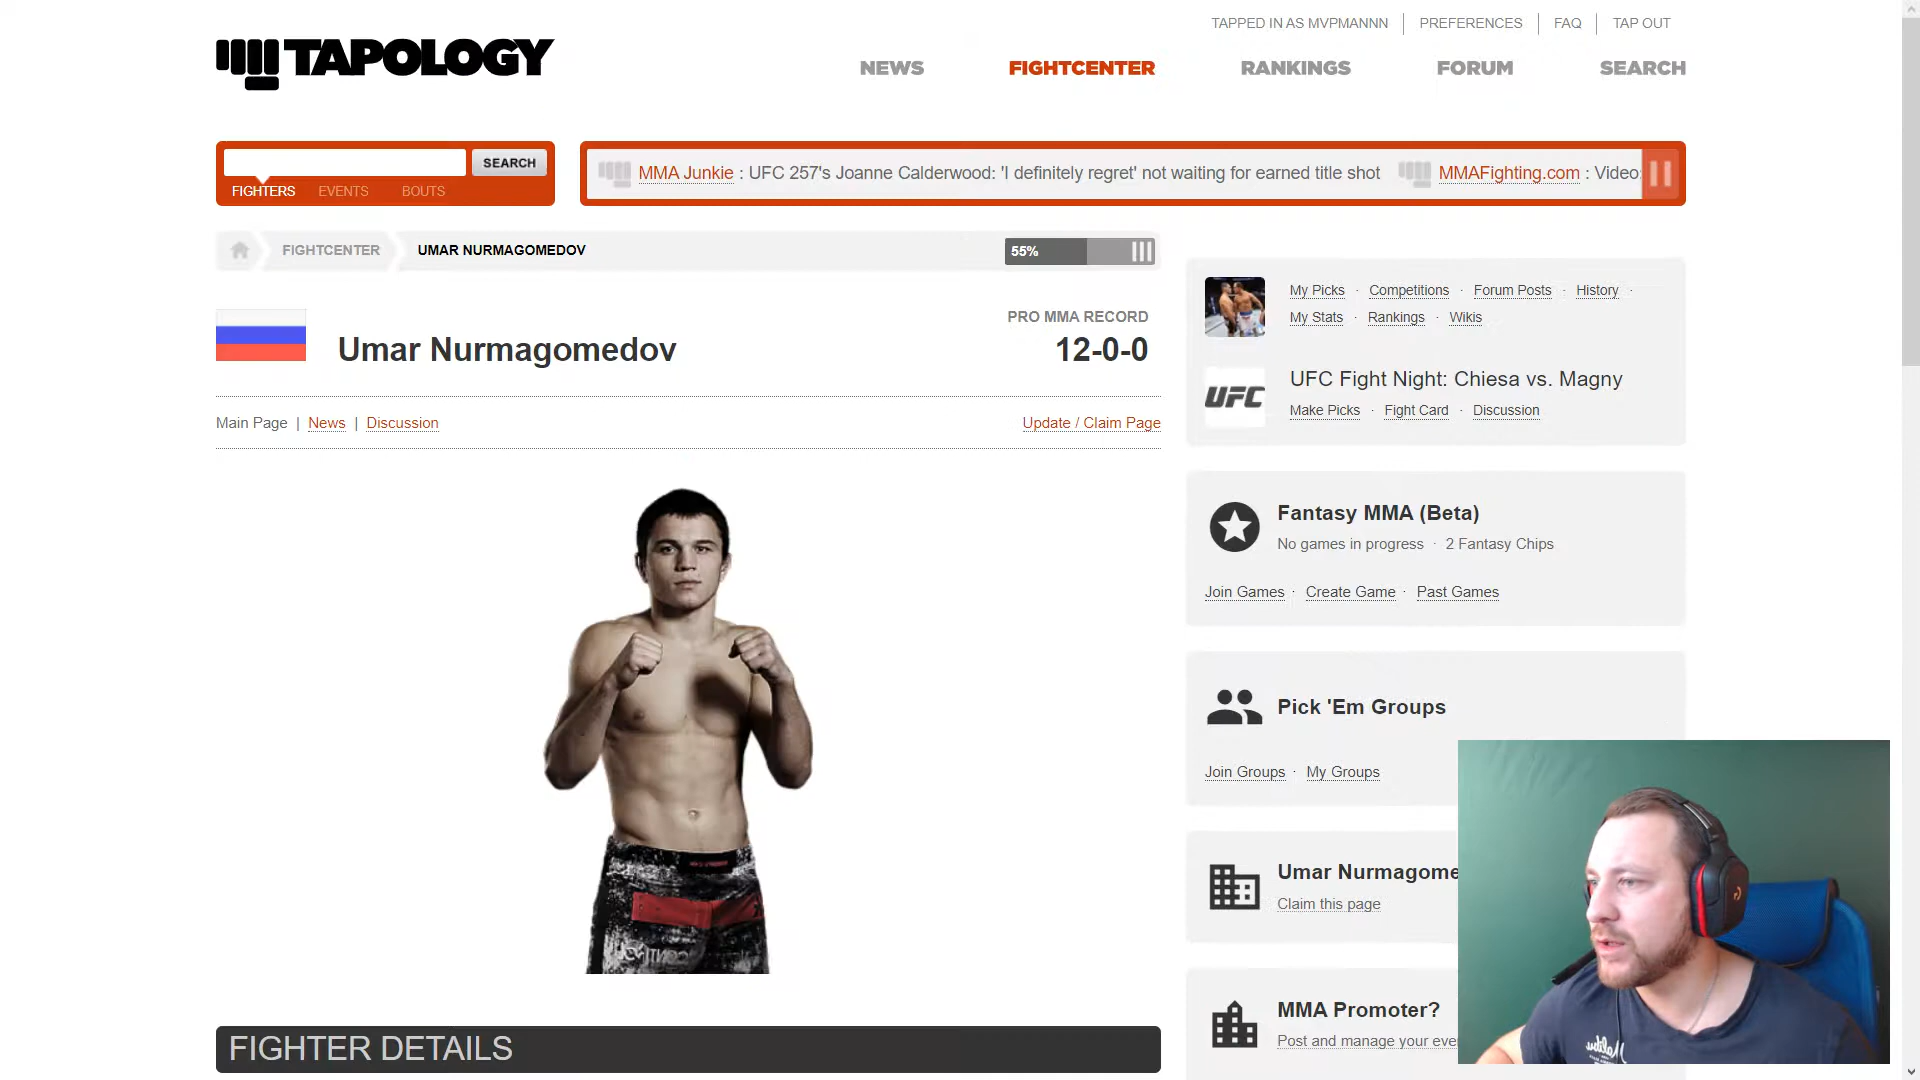 TAPPED IN AS MVPMANNN PREFERENCES FAQ TAP OUT
TAPOLOGY
NEWS FIGHTCENTER RANKINGS FORUM SEARCH
SEARCH
FIGHTERS EVENTS BOUTS
MMA Junkie : UFC 257's Joanne Calderwood: 'I definitely regret' not waiting for earned title shot MMAFighting.com : Video:
FIGHTCENTER UMAR NURMAGOMEDOV 55%
Umar Nurmagomedov
PRO MMA RECORD
12-0-0
Main Page | News | Discussion Update / Claim Page
FIGHTER DETAILS
My Picks · Competitions · Forum Posts · History ·
My Stats · Rankings · Wikis
UFC
UFC Fight Night: Chiesa vs. Magny
Make Picks · Fight Card · Discussion
Fantasy MMA (Beta)
No games in progress · 2 Fantasy Chips
Join Games · Create Game · Past Games
Pick 'Em Groups
Join Groups · My Groups
Umar Nurmagome
Claim this page
MMA Promoter?
Post and manage your eve
Malibu